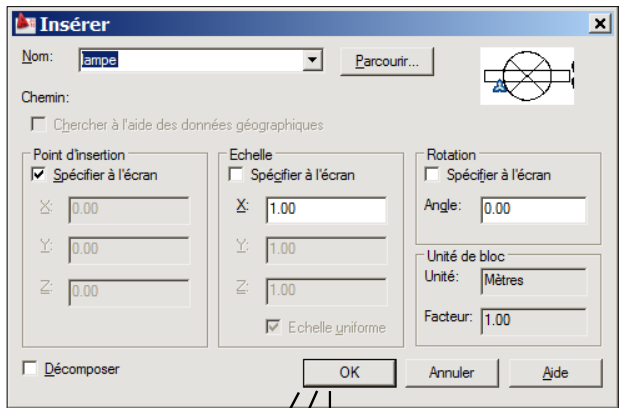 Insérer
Nom: lampe Parcourir...
Chemin:
Chercher à l'aide des données géographiques
Point d'insertion Echelle Rotation
Spécifier à l'écran Spécifier à l'écran Spécifier à l'écran
X: 0.00 X: 1.00 Angle: 0.00
Y: 0.00 Y: 1.00 Unité de bloc
Unité: Mètres
Z: 0.00 Z: 1.00
Facteur: 1.00
Echelle uniforme
Décomposer OK Annuler Aide